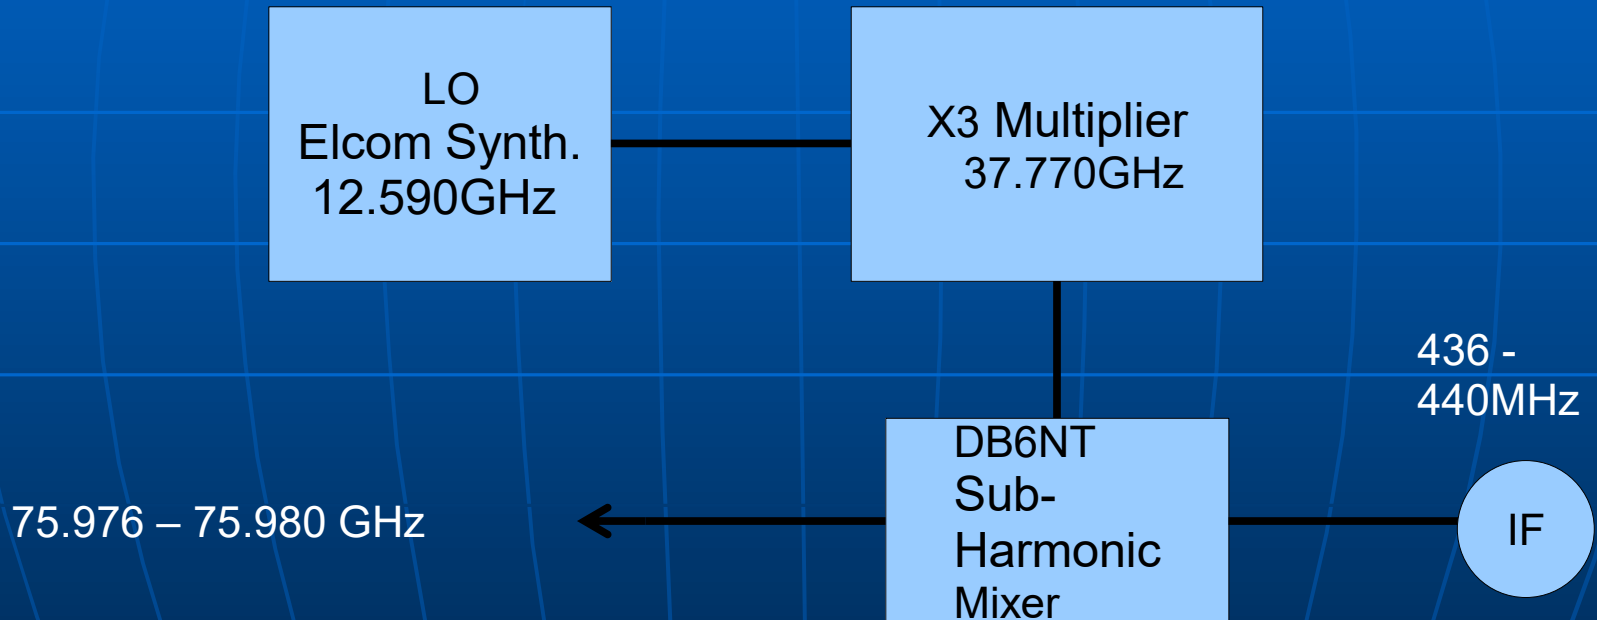 LO
Elcom Synth.
12.590GHz
X3 Multiplier
37.770GHz
436 -
440MHz
DB6NT
Sub-
Harmonic
Mixer
IF
75.976 – 75.980 GHz